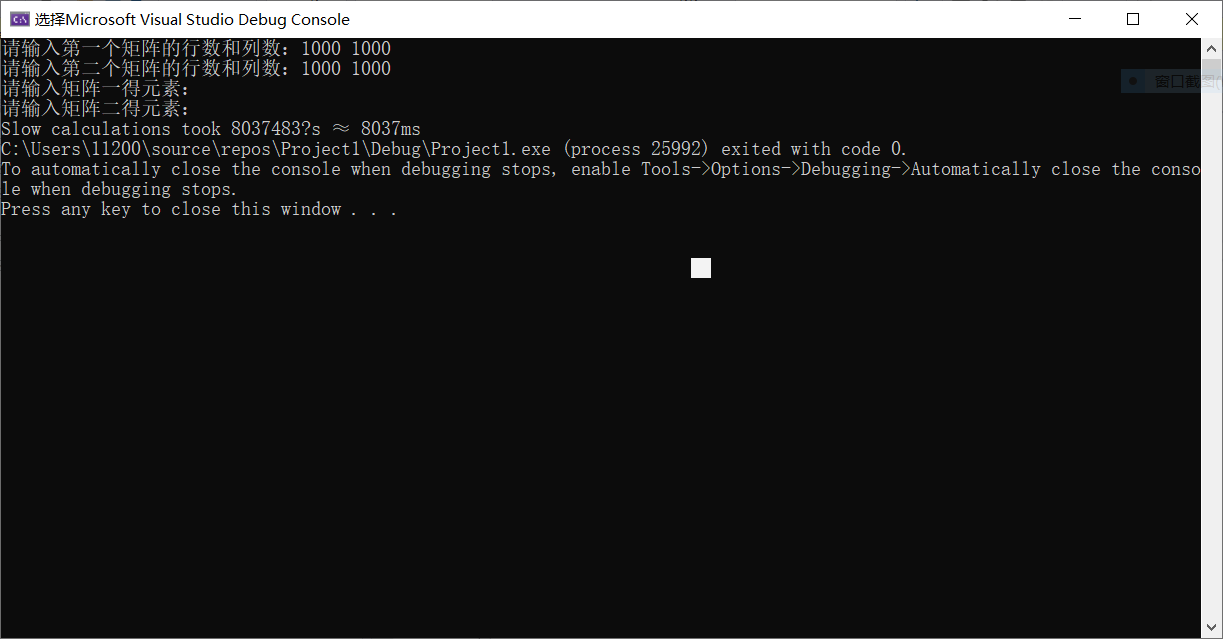 选择Microsoft Visual Studio Debug Console
请输入第一个矩阵的行数和列数：1000 1000
请输入第二个矩阵的行数和列数：1000 1000
请输入矩阵一得元素：
请输入矩阵二得元素：
Slow calculations took 8037483?s ≈ 8037ms
C:\Users\11200\source\repos\Project1\Debug\Project1.exe (process 25992) exited with code 0.
To automatically close the console when debugging stops, enable Tools->Options->Debugging->Automatically close the conso
le when debugging stops.
Press any key to close this window . . .
窗口截图